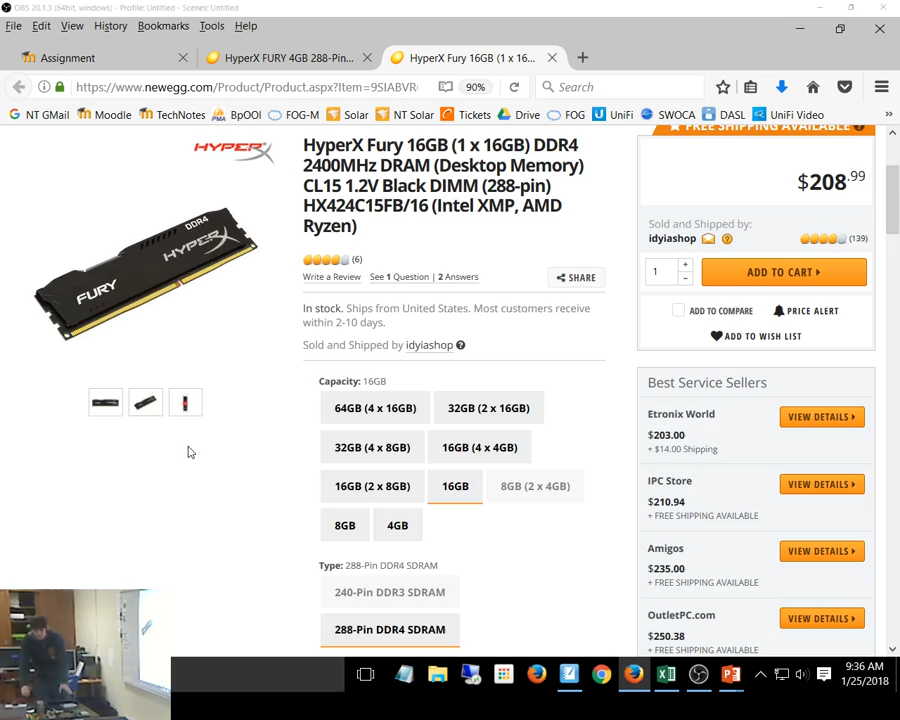 OBS 20.1.3 (64bit, windows) - Profile: Untitled - Scenes: Untitled
File Edit View History Bookmarks Tools Help
Assignment
HyperX FURY 4GB 288-Pin...
HyperX Fury 16GB (1 x 16...
https://www.newegg.com/Product/Product.aspx?Item=9SIABVR
90%
Search
NT GMail Moodle TechNotes BpOOl FOG-M Solar NT Solar Tickets Drive FOG UniFi SWOCA DASL UniFi Video
HYPERX
FURY
HYPERX
DDR4
HyperX Fury 16GB (1 x 16GB) DDR4
2400MHz DRAM (Desktop Memory)
CL15 1.2V Black DIMM (288-pin)
HX424C15FB/16 (Intel XMP, AMD
Ryzen)
(6)
Write a Review See 1 Question | 2 Answers
SHARE
In stock. Ships from United States. Most customers receive
within 2-10 days.
Sold and Shipped by idyiashop
Capacity: 16GB
64GB (4 x 16GB) 32GB (2 x 16GB)
32GB (4 x 8GB) 16GB (4 x 4GB)
16GB (2 x 8GB) 16GB 8GB (2 x 4GB)
8GB 4GB
Type: 288-Pin DDR4 SDRAM
240-Pin DDR3 SDRAM
288-Pin DDR4 SDRAM
FREE SHIPPING AVAILABLE
$208.99
Sold and Shipped by:
idyiashop (139)
1 ADD TO CART
ADD TO COMPARE PRICE ALERT
ADD TO WISH LIST
Best Service Sellers
Etronix World
$203.00
+ $14.00 Shipping
VIEW DETAILS
IPC Store
$210.94
+ FREE SHIPPING AVAILABLE
VIEW DETAILS
Amigos
$235.00
+ FREE SHIPPING AVAILABLE
VIEW DETAILS
OutletPC.com
$250.38
+ FREE SHIPPING AVAILABLE
VIEW DETAILS
9:36 AM
1/25/2018